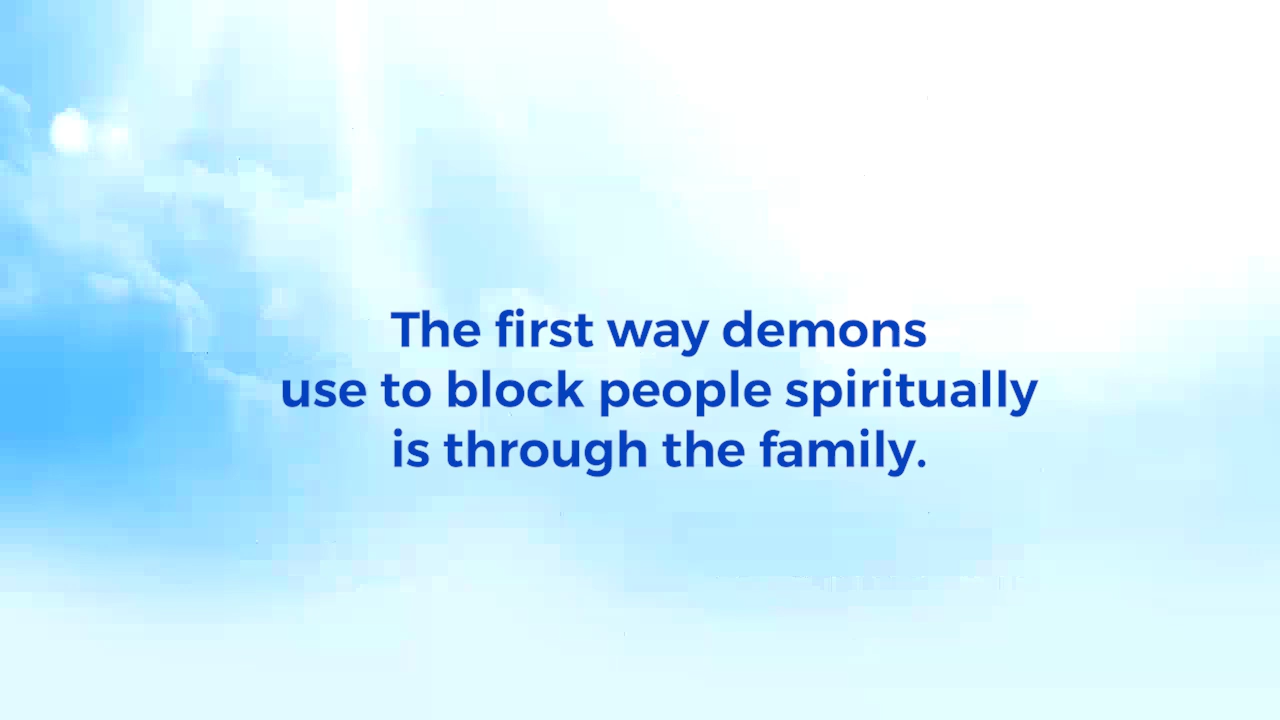 The first way demons
use to block people spiritually
is through the family.